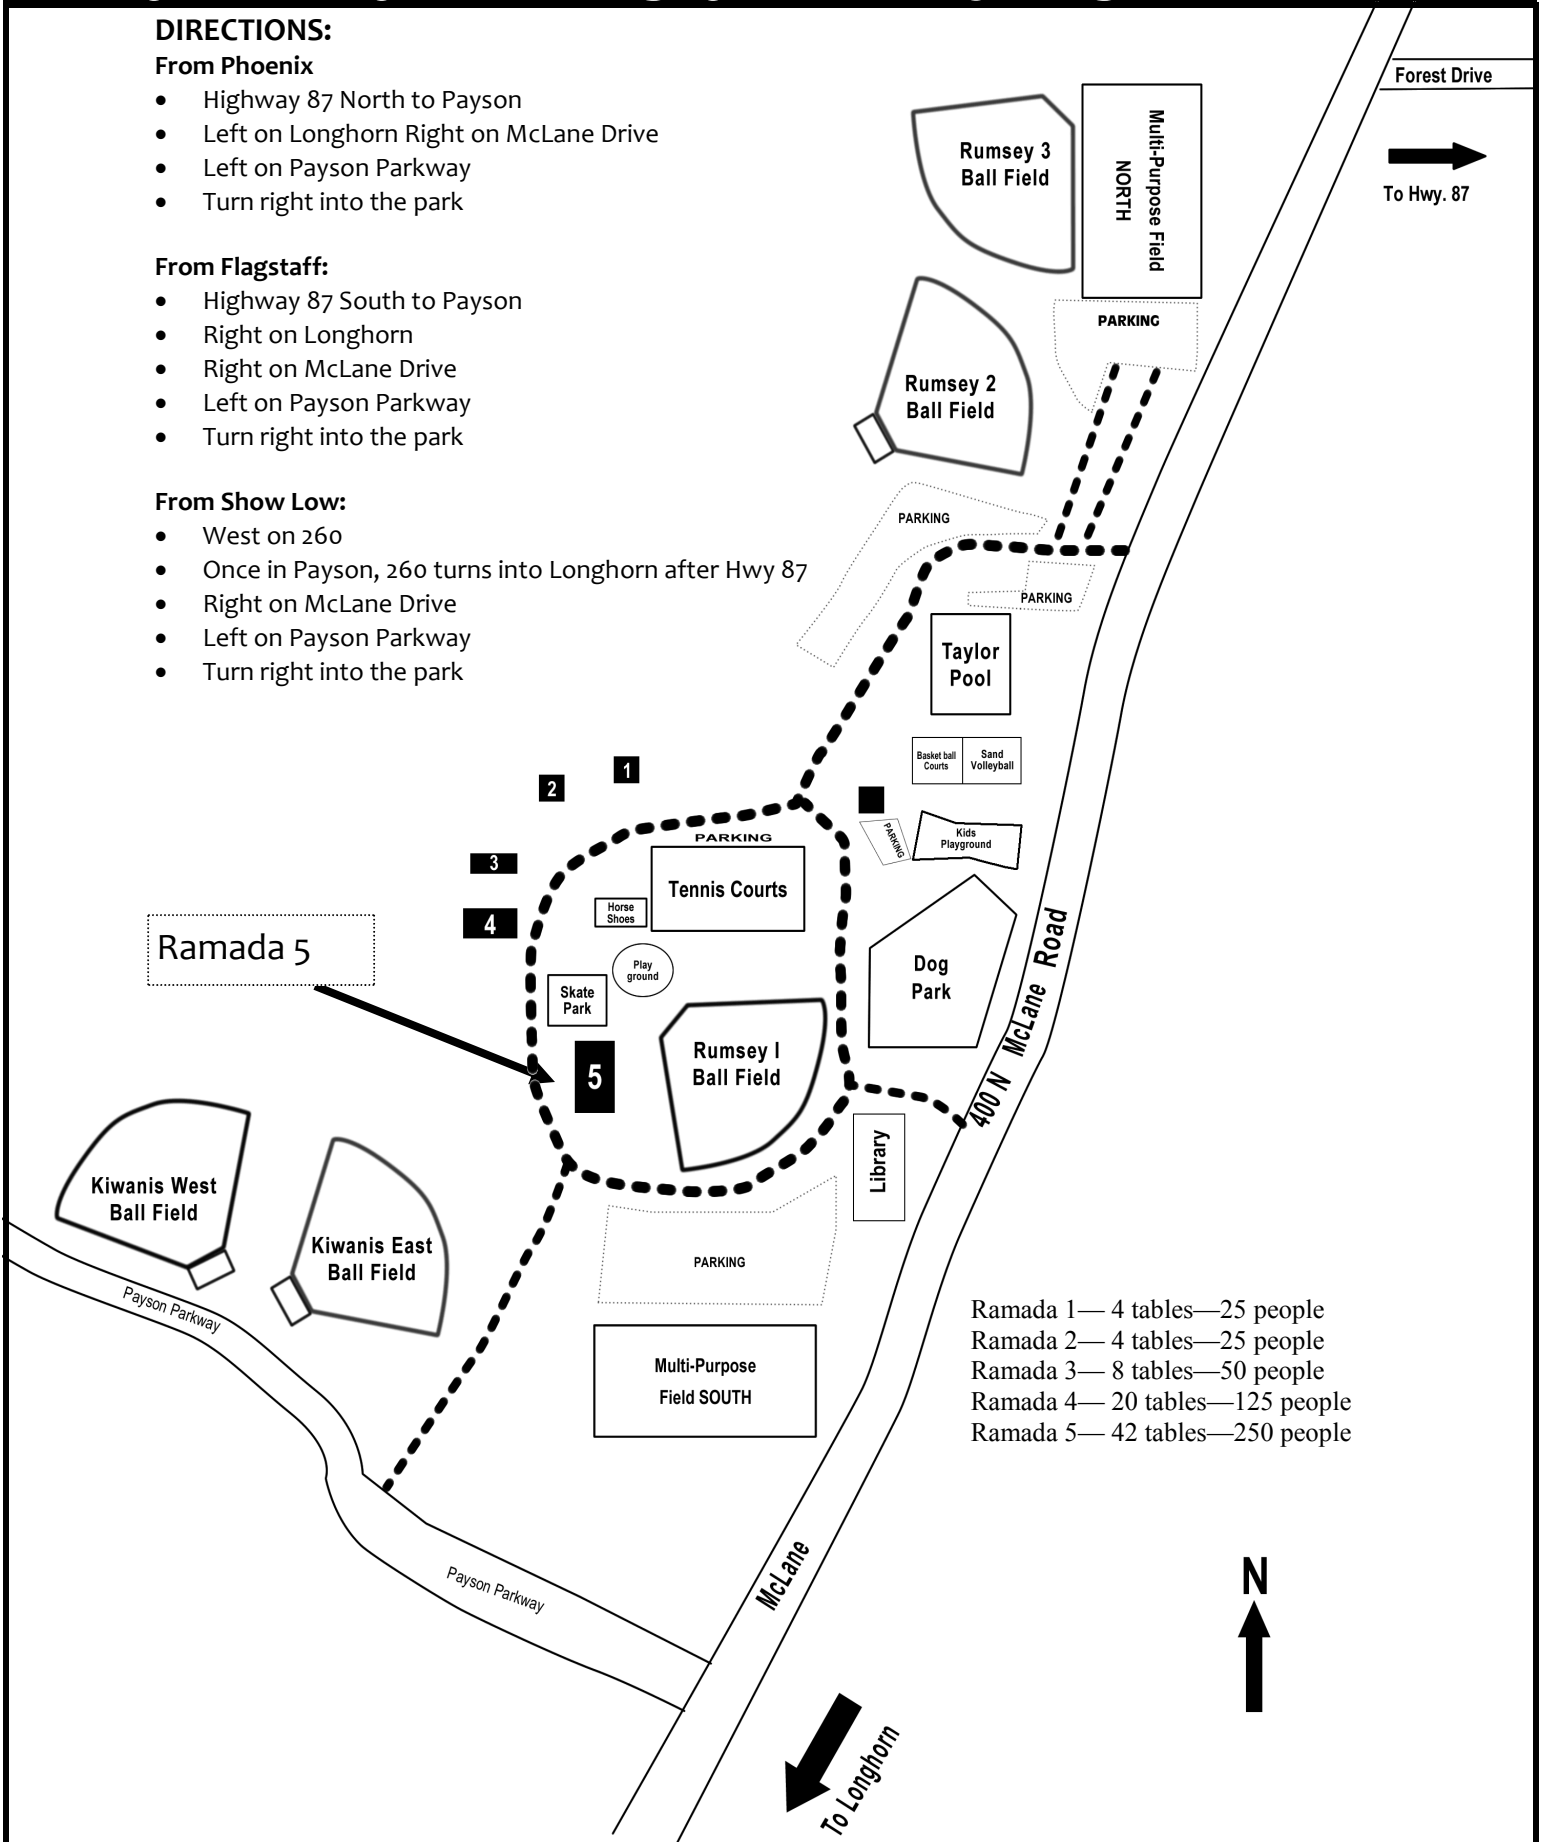 DIRECTIONS:
From Phoenix
• Highway 87 North to Payson
• Left on Longhorn Right on McLane Drive
• Left on Payson Parkway
• Turn right into the park
From Flagstaff:
• Highway 87 South to Payson
• Right on Longhorn
• Right on McLane Drive
• Left on Payson Parkway
• Turn right into the park
From Show Low:
• West on 260
• Once in Payson, 260 turns into Longhorn after Hwy 87
• Right on McLane Drive
• Left on Payson Parkway
• Turn right into the park
Forest Drive
To Hwy. 87
Rumsey 3
Ball Field
Multi-Purpose Field
NORTH
PARKING
Rumsey 2
Ball Field
PARKING
PARKING
Taylor
Pool
Basket ball
Courts
Sand
Volleyball
1
2
PARKING
PARKING
Kids
Playground
3
4
Tennis Courts
Horse
Shoes
Ramada 5
Play
ground
Skate
Park
Dog
Park
5
Rumsey I
Ball Field
400 N McLane Road
Library
Kiwanis West
Ball Field
Kiwanis East
Ball Field
Payson Parkway
PARKING
Ramada 1— 4 tables—25 people
Ramada 2— 4 tables—25 people
Ramada 3— 8 tables—50 people
Ramada 4— 20 tables—125 people
Ramada 5— 42 tables—250 people
Multi-Purpose
Field SOUTH
Payson Parkway
McLane
N
To Longhorn